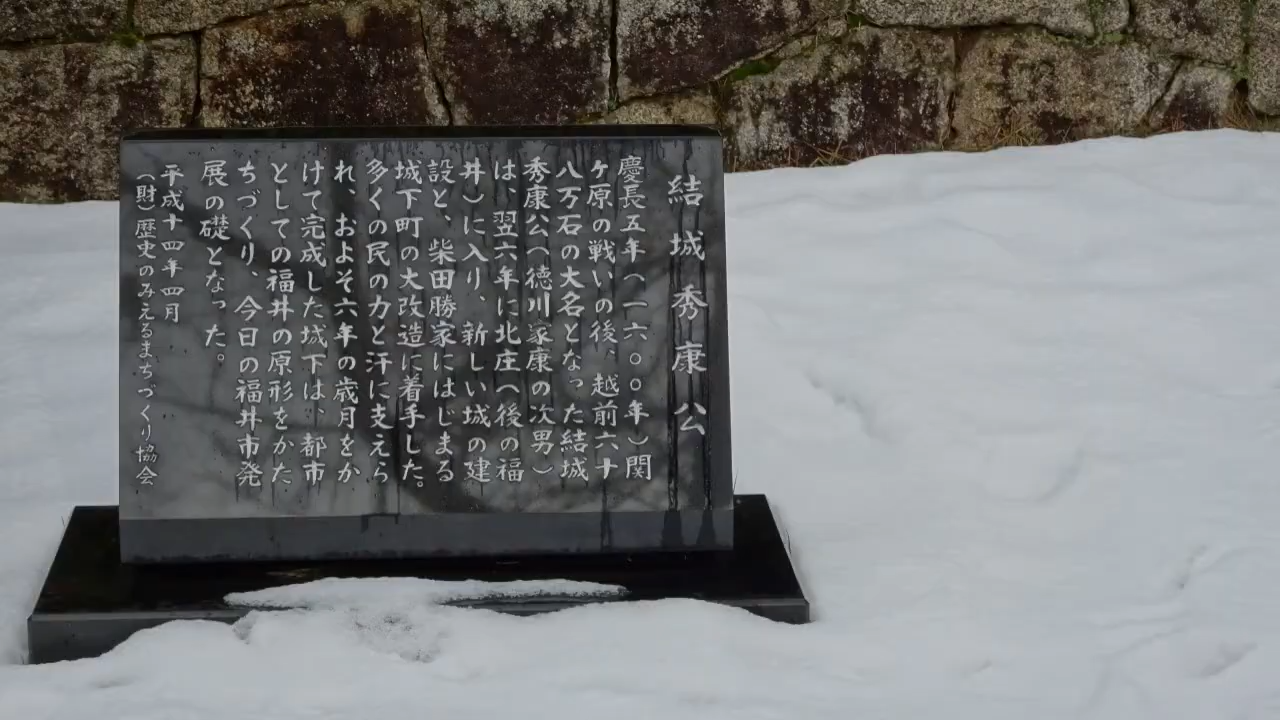 結城秀康公
慶長五年(一六〇〇年)関
ヶ原の戦いの後、越前六十
八万石の大名となった結城
秀康公(徳川家康の次男)
は、翌六年に北庄(後の福
井)に入り、新しい城の建
設と、柴田勝家にはじまる
城下町の大改造に着手した。
多くの民の力と汗に支えら
れ、およそ六年の歳月をか
けて完成した城下は、都市
としての福井の原形をかた
ちづくり、今日の福井市発
展の礎となった。
平成十四年四月
(財)歴史のみえるまちづくり協会